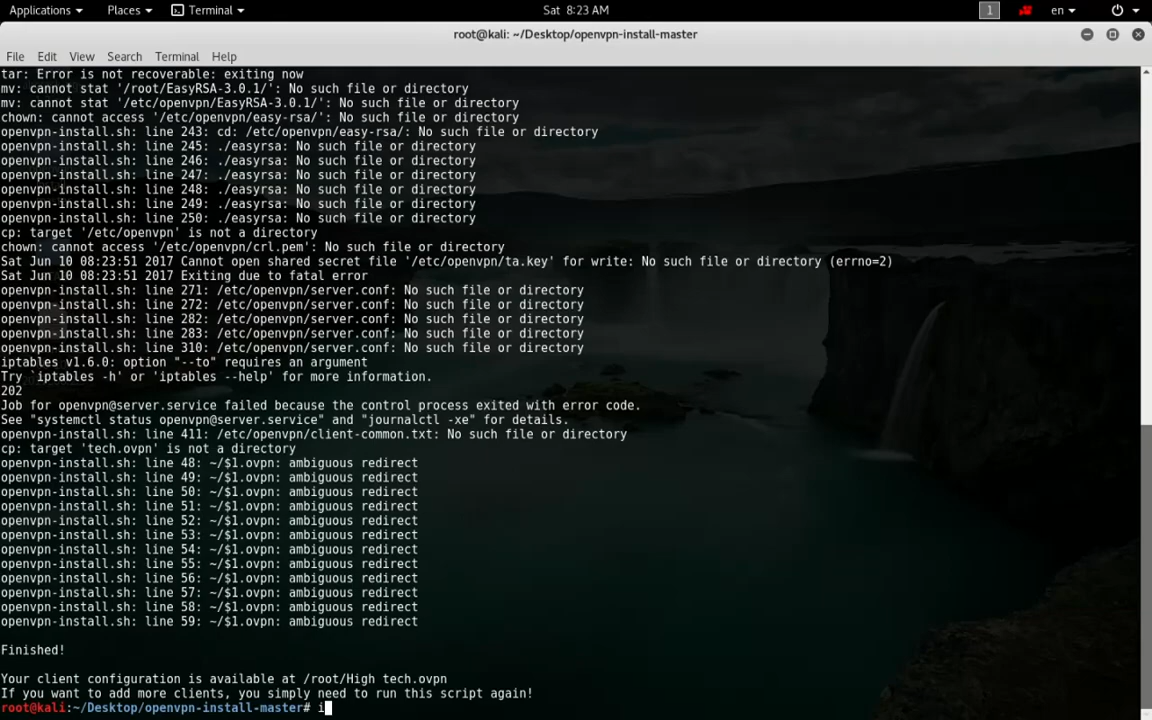 Applications Places Terminal Sat 8:23 AM 1 en
root@kali: ~/Desktop/openvpn-install-master
File Edit View Search Terminal Help
tar: Error is not recoverable: exiting now
mv: cannot stat '/root/EasyRSA-3.0.1/': No such file or directory
mv: cannot stat '/etc/openvpn/EasyRSA-3.0.1/': No such file or directory
chown: cannot access '/etc/openvpn/easy-rsa/': No such file or directory
openvpn-install.sh: line 243: cd: /etc/openvpn/easy-rsa/: No such file or directory
openvpn-install.sh: line 245: ./easyrsa: No such file or directory
openvpn-install.sh: line 246: ./easyrsa: No such file or directory
openvpn-install.sh: line 247: ./easyrsa: No such file or directory
openvpn-install.sh: line 248: ./easyrsa: No such file or directory
openvpn-install.sh: line 249: ./easyrsa: No such file or directory
openvpn-install.sh: line 250: ./easyrsa: No such file or directory
cp: target '/etc/openvpn' is not a directory
chown: cannot access '/etc/openvpn/crl.pem': No such file or directory
Sat Jun 10 08:23:51 2017 Cannot open shared secret file '/etc/openvpn/ta.key' for write: No such file or directory (errno=2)
Sat Jun 10 08:23:51 2017 Exiting due to fatal error
openvpn-install.sh: line 271: /etc/openvpn/server.conf: No such file or directory
openvpn-install.sh: line 272: /etc/openvpn/server.conf: No such file or directory
openvpn-install.sh: line 282: /etc/openvpn/server.conf: No such file or directory
openvpn-install.sh: line 283: /etc/openvpn/server.conf: No such file or directory
openvpn-install.sh: line 310: /etc/openvpn/server.conf: No such file or directory
iptables v1.6.0: option "--to" requires an argument
Try `iptables -h' or 'iptables --help' for more information.
202
Job for openvpn@server.service failed because the control process exited with error code.
See "systemctl status openvpn@server.service" and "journalctl -xe" for details.
openvpn-install.sh: line 411: /etc/openvpn/client-common.txt: No such file or directory
cp: target 'tech.ovpn' is not a directory
openvpn-install.sh: line 48: ~/$1.ovpn: ambiguous redirect
openvpn-install.sh: line 49: ~/$1.ovpn: ambiguous redirect
openvpn-install.sh: line 50: ~/$1.ovpn: ambiguous redirect
openvpn-install.sh: line 51: ~/$1.ovpn: ambiguous redirect
openvpn-install.sh: line 52: ~/$1.ovpn: ambiguous redirect
openvpn-install.sh: line 53: ~/$1.ovpn: ambiguous redirect
openvpn-install.sh: line 54: ~/$1.ovpn: ambiguous redirect
openvpn-install.sh: line 55: ~/$1.ovpn: ambiguous redirect
openvpn-install.sh: line 56: ~/$1.ovpn: ambiguous redirect
openvpn-install.sh: line 57: ~/$1.ovpn: ambiguous redirect
openvpn-install.sh: line 58: ~/$1.ovpn: ambiguous redirect
openvpn-install.sh: line 59: ~/$1.ovpn: ambiguous redirect
Finished!
Your client configuration is available at /root/High tech.ovpn
If you want to add more clients, you simply need to run this script again!
root@kali:~/Desktop/openvpn-install-master# i